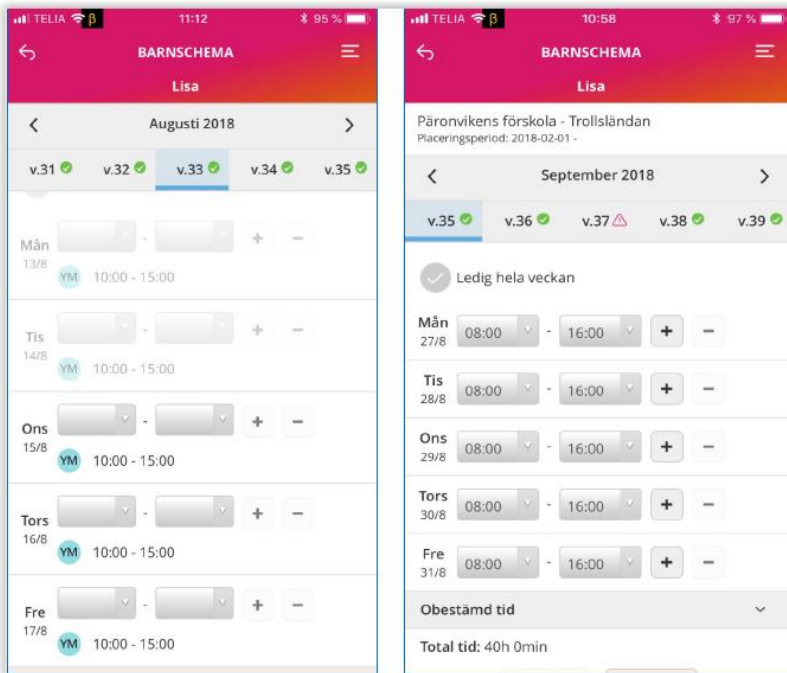 TELIA β 11:12 95 %
BARNSCHEMA
Lisa
Augusti 2018
v.31 v.32 v.33 v.34 v.35
Mån - + −
13/8
YM 10:00 - 15:00
Tis - + −
14/8
YM 10:00 - 15:00
Ons - + −
15/8
YM 10:00 - 15:00
Tors - + −
16/8
YM 10:00 - 15:00
Fre - + −
17/8
YM 10:00 - 15:00
TELIA β 10:58 97 %
BARNSCHEMA
Lisa
Päronvikens förskola - Trollsländan
Placeringsperiod: 2018-02-01 -
September 2018
v.35 v.36 v.37 v.38 v.39
Ledig hela veckan
Mån 08:00 - 16:00 + −
27/8
Tis 08:00 - 16:00 + −
28/8
Ons 08:00 - 16:00 + −
29/8
Tors 08:00 - 16:00 + −
30/8
Fre 08:00 - 16:00 + −
31/8
Obestämd tid
Total tid: 40h 0min